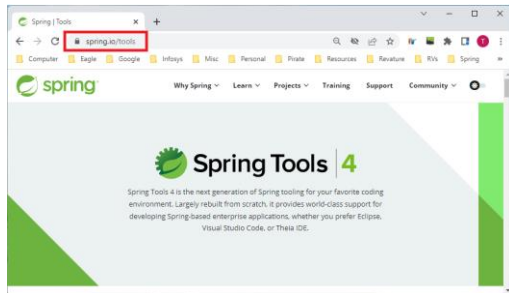 Spring | Tools
spring.io/tools
Computer Eagle Google Infosys Misc Personal Pirate Resources Revature RVs Spring
spring
Why Spring Learn Projects Training Support Community
Spring Tools 4
Spring Tools 4 is the next generation of Spring tooling for your favorite coding
environment. Largely rebuilt from scratch, it provides world-class support for
developing Spring-based enterprise applications, whether you prefer Eclipse,
Visual Studio Code, or Theia IDE.